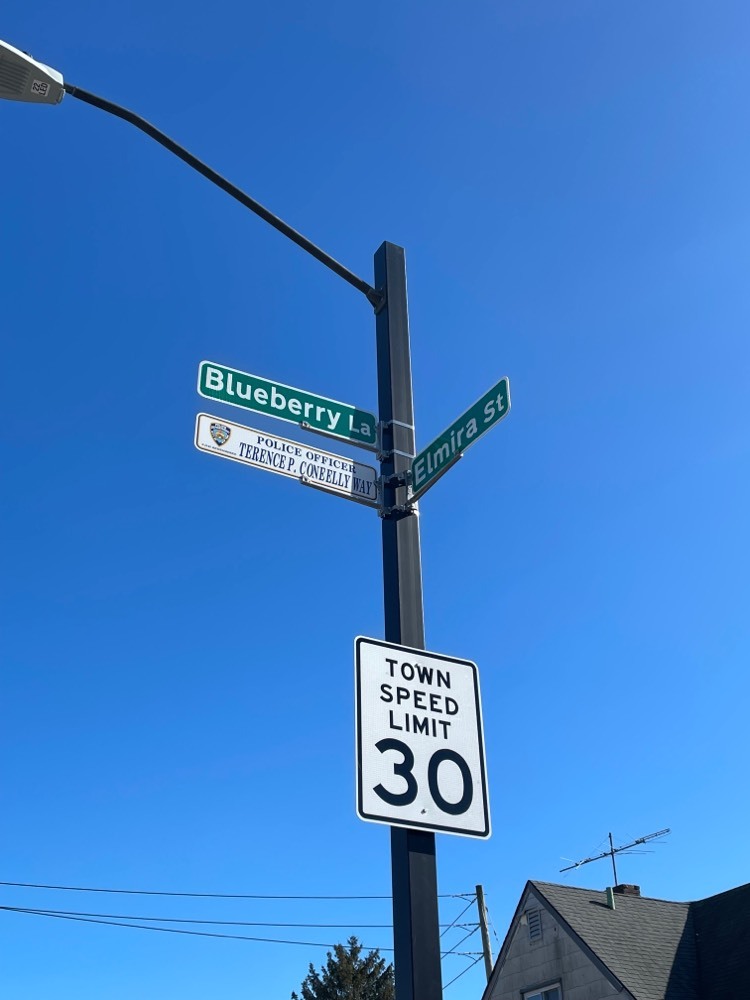 Blueberry La
Elmira St
POLICE OFFICER
TERENCE P. CONEELLY WAY
TOWN
SPEED
LIMIT
30